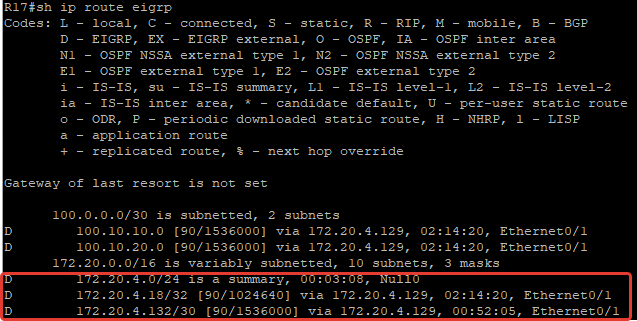 R17#sh ip route eigrp
Codes: L - local, C - connected, S - static, R - RIP, M - mobile, B - BGP
D - EIGRP, EX - EIGRP external, O - OSPF, IA - OSPF inter area
N1 - OSPF NSSA external type 1, N2 - OSPF NSSA external type 2
E1 - OSPF external type 1, E2 - OSPF external type 2
i - IS-IS, su - IS-IS summary, L1 - IS-IS level-1, L2 - IS-IS level-2
ia - IS-IS inter area, * - candidate default, U - per-user static route
o - ODR, P - periodic downloaded static route, H - NHRP, l - LISP
a - application route
+ - replicated route, % - next hop override
Gateway of last resort is not set
100.0.0.0/30 is subnetted, 2 subnets
D 100.10.10.0 [90/1536000] via 172.20.4.129, 02:14:20, Ethernet0/1
D 100.10.20.0 [90/1536000] via 172.20.4.129, 02:14:20, Ethernet0/1
172.20.0.0/16 is variably subnetted, 10 subnets, 3 masks
D 172.20.4.0/24 is a summary, 00:03:08, Null0
D 172.20.4.18/32 [90/1024640] via 172.20.4.129, 02:14:20, Ethernet0/1
D 172.20.4.132/30 [90/1536000] via 172.20.4.129, 00:52:05, Ethernet0/1